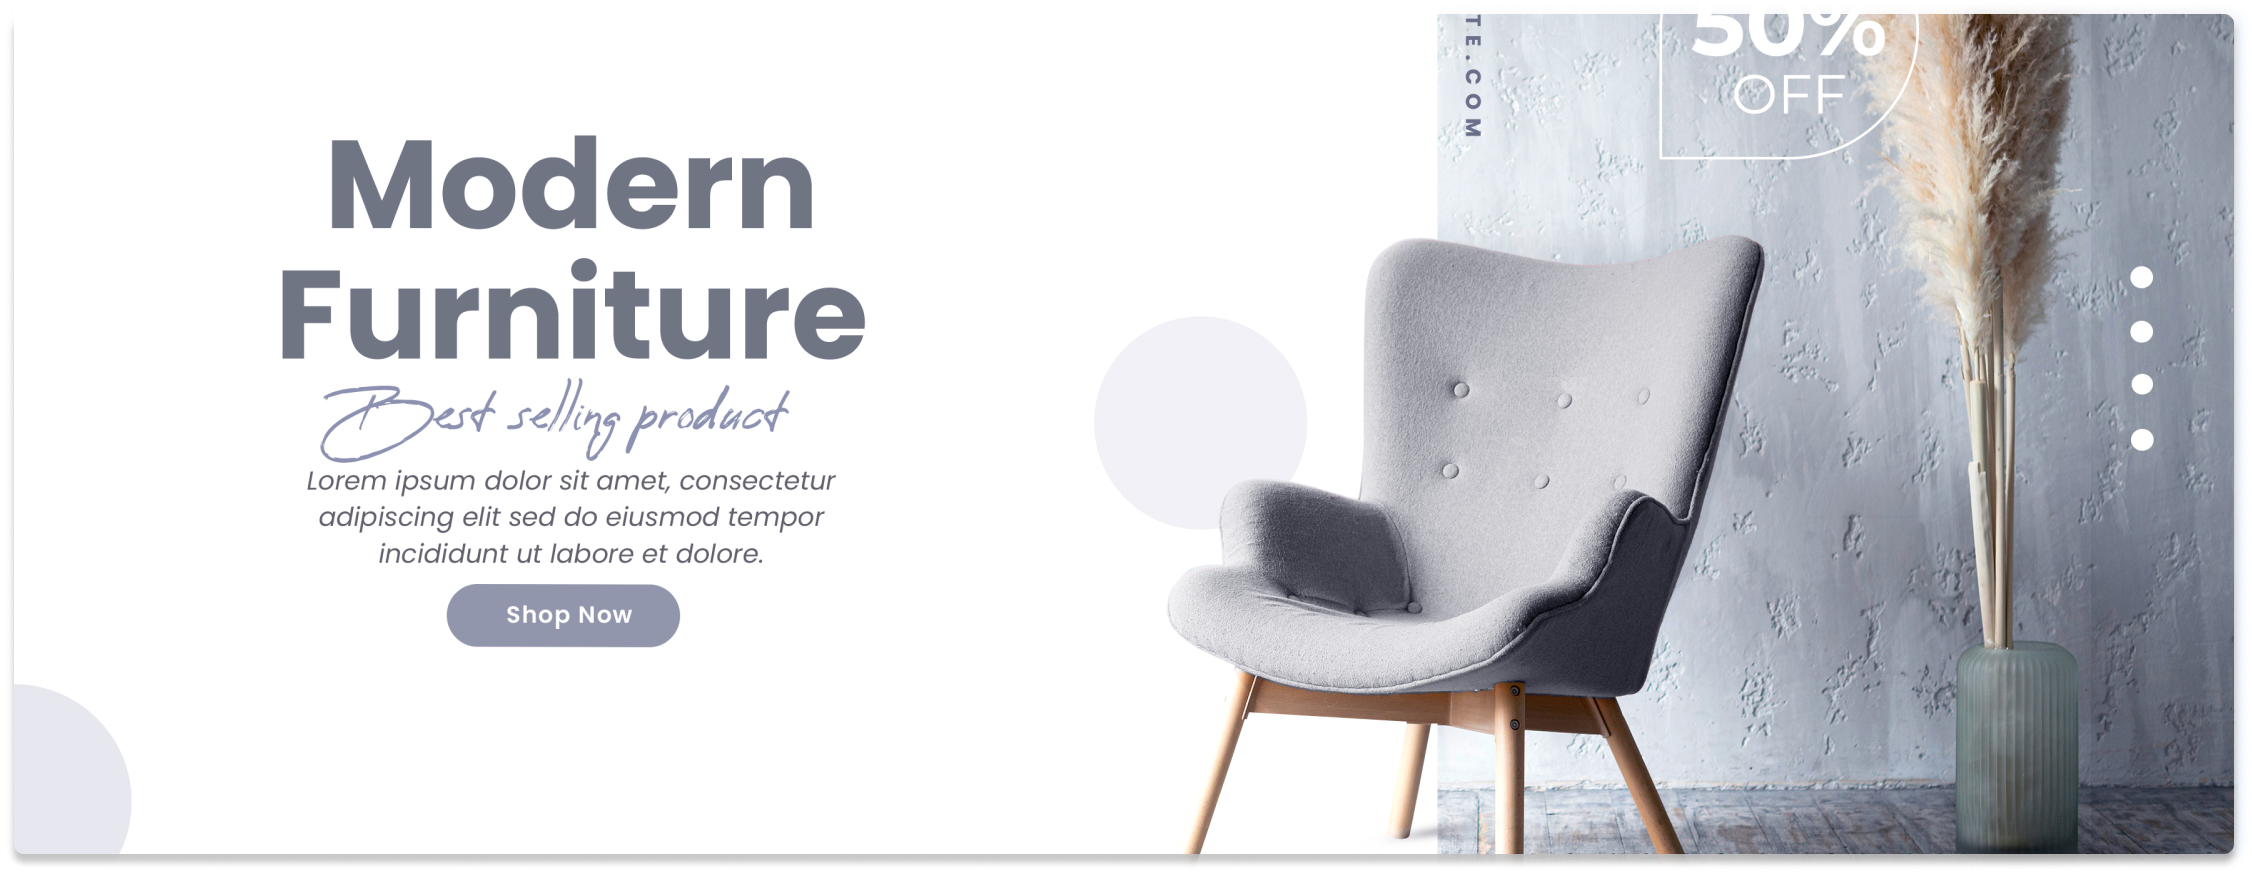 Modern
Furniture
Best selling product
Lorem ipsum dolor sit amet, consectetur
adipiscing elit sed do eiusmod tempor
incididunt ut labore et dolore.
Shop Now
TE.COM
50%
OFF